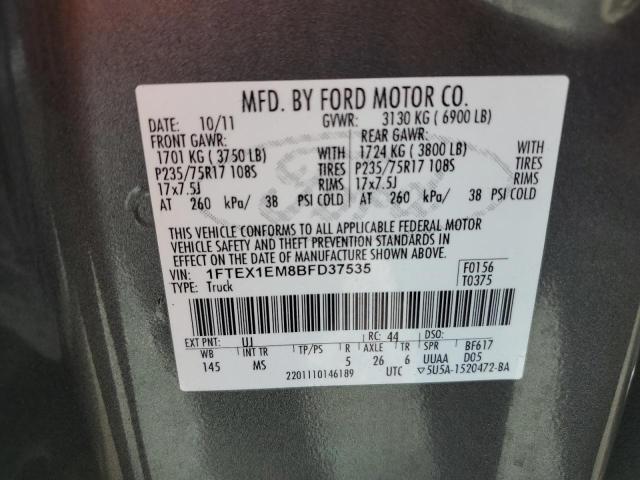 MFD. BY FORD MOTOR CO.
DATE: 10/11 GVWR: 3130 KG ( 6900 LB)
FRONT GAWR: REAR GAWR:
1701 KG ( 3750 LB) WITH 1724 KG ( 3800 LB) WITH
P235/75R17 108S TIRES P235/75R17 108S TIRES
17x7.5J RIMS 17x7.5J RIMS
AT 260 kPa/ 38 PSI COLD AT 260 kPa/ 38 PSI COLD
THIS VEHICLE CONFORMS TO ALL APPLICABLE FEDERAL MOTOR
VEHICLE SAFETY AND THEFT PREVENTION STANDARDS IN
EFFECT ON THE DATE OF MANUFACTURE SHOWN ABOVE.
VIN: 1FTEX1EM8BFD37535 F0156
TYPE: Truck T0375
EXT PNT: UJ RC: 44 DSO:
WB INT TR TP/PS R AXLE TR SPR BF617
145 MS 5 26 6 UUAA D05
2201110146189 UTC ▽5U5A-1520472-BA